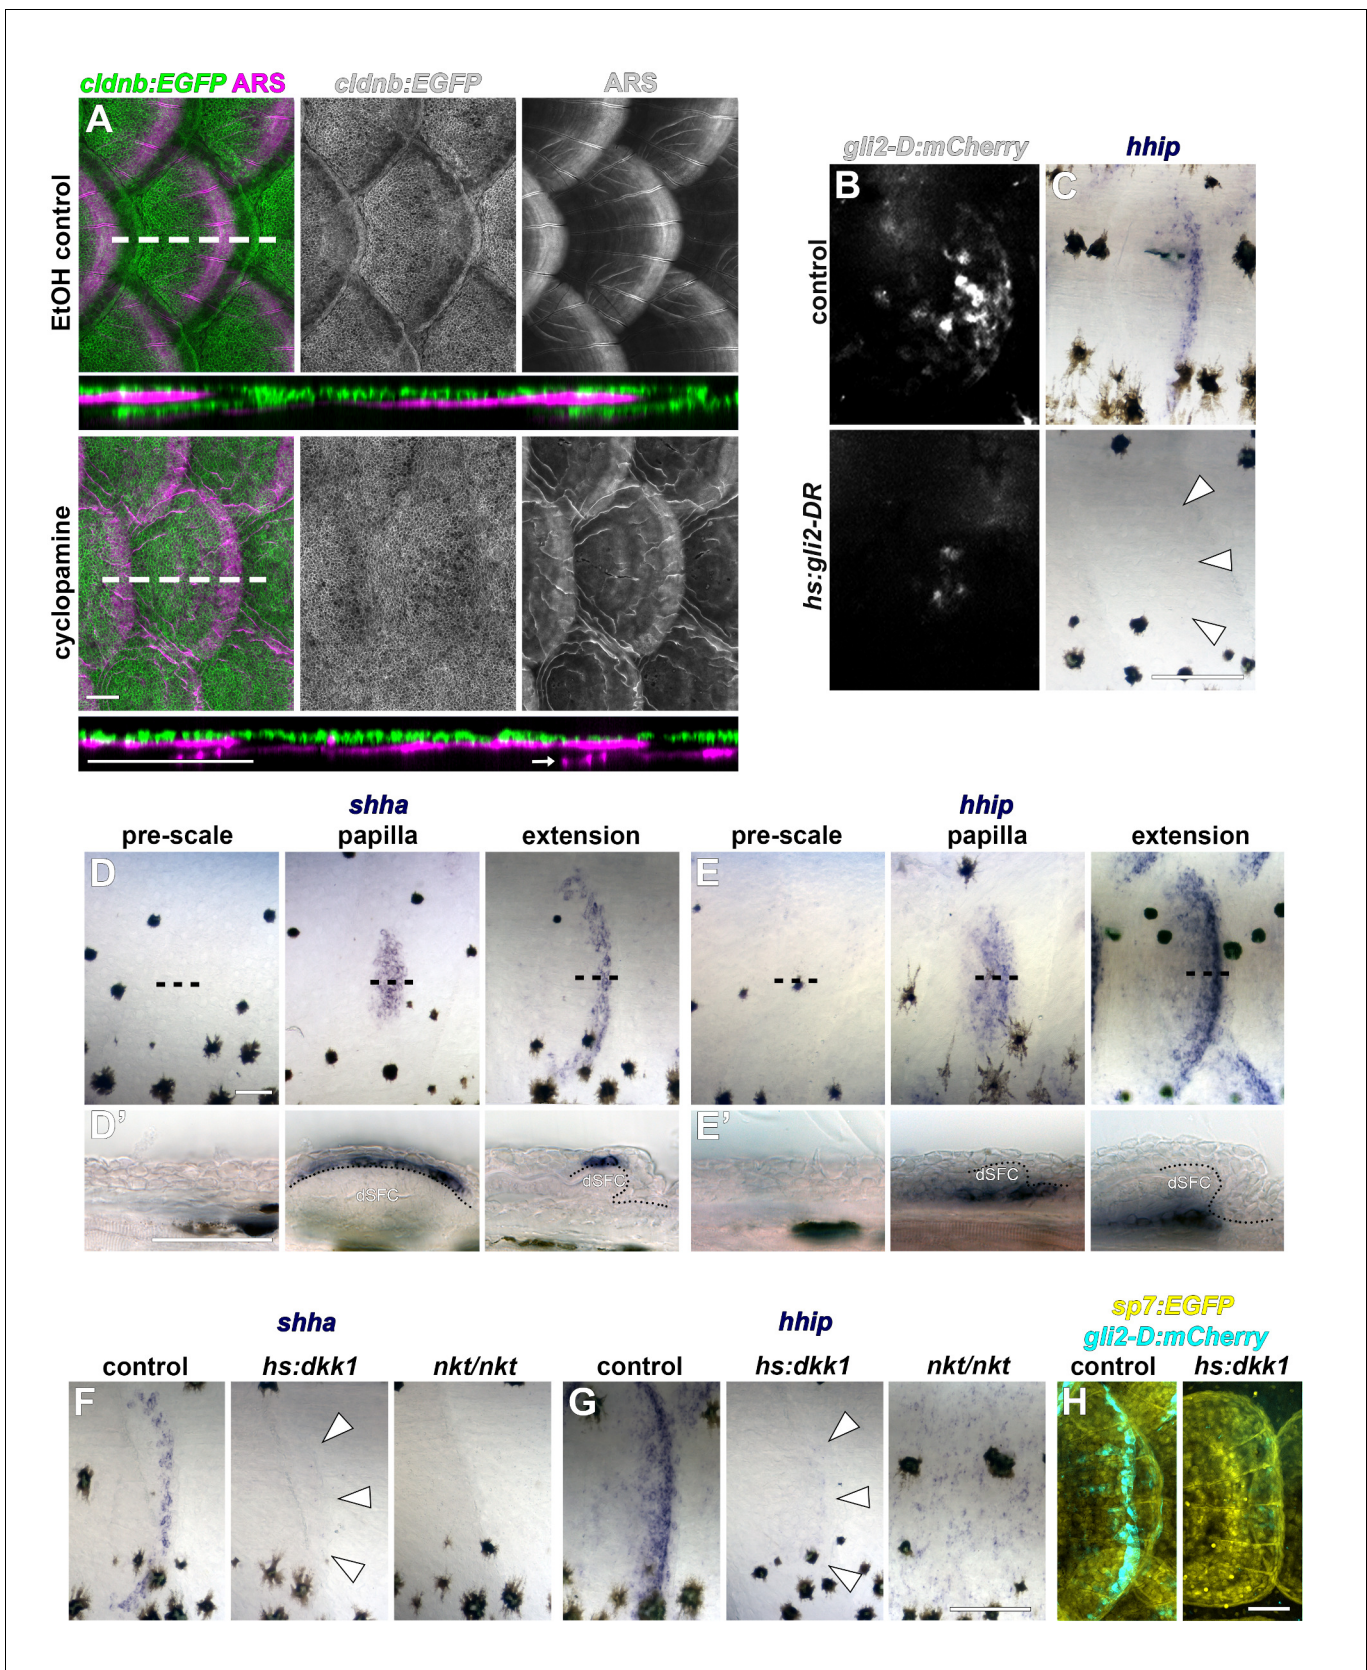 cldnb:EGFP ARS
cldnb:EGFP
ARS
A
EtOH control
cyclopamine
gli2-D:mCherry
hhip
B
C
control
hs:gli2-DR
shha
pre-scale
papilla
extension
D
D’
dSFC
dSFC
hhip
pre-scale
papilla
extension
E
E’
dSFC
dSFC
shha
control
hs:dkk1
nkt/nkt
F
hhip
control
hs:dkk1
nkt/nkt
G
sp7:EGFP
gli2-D:mCherry
control
hs:dkk1
H